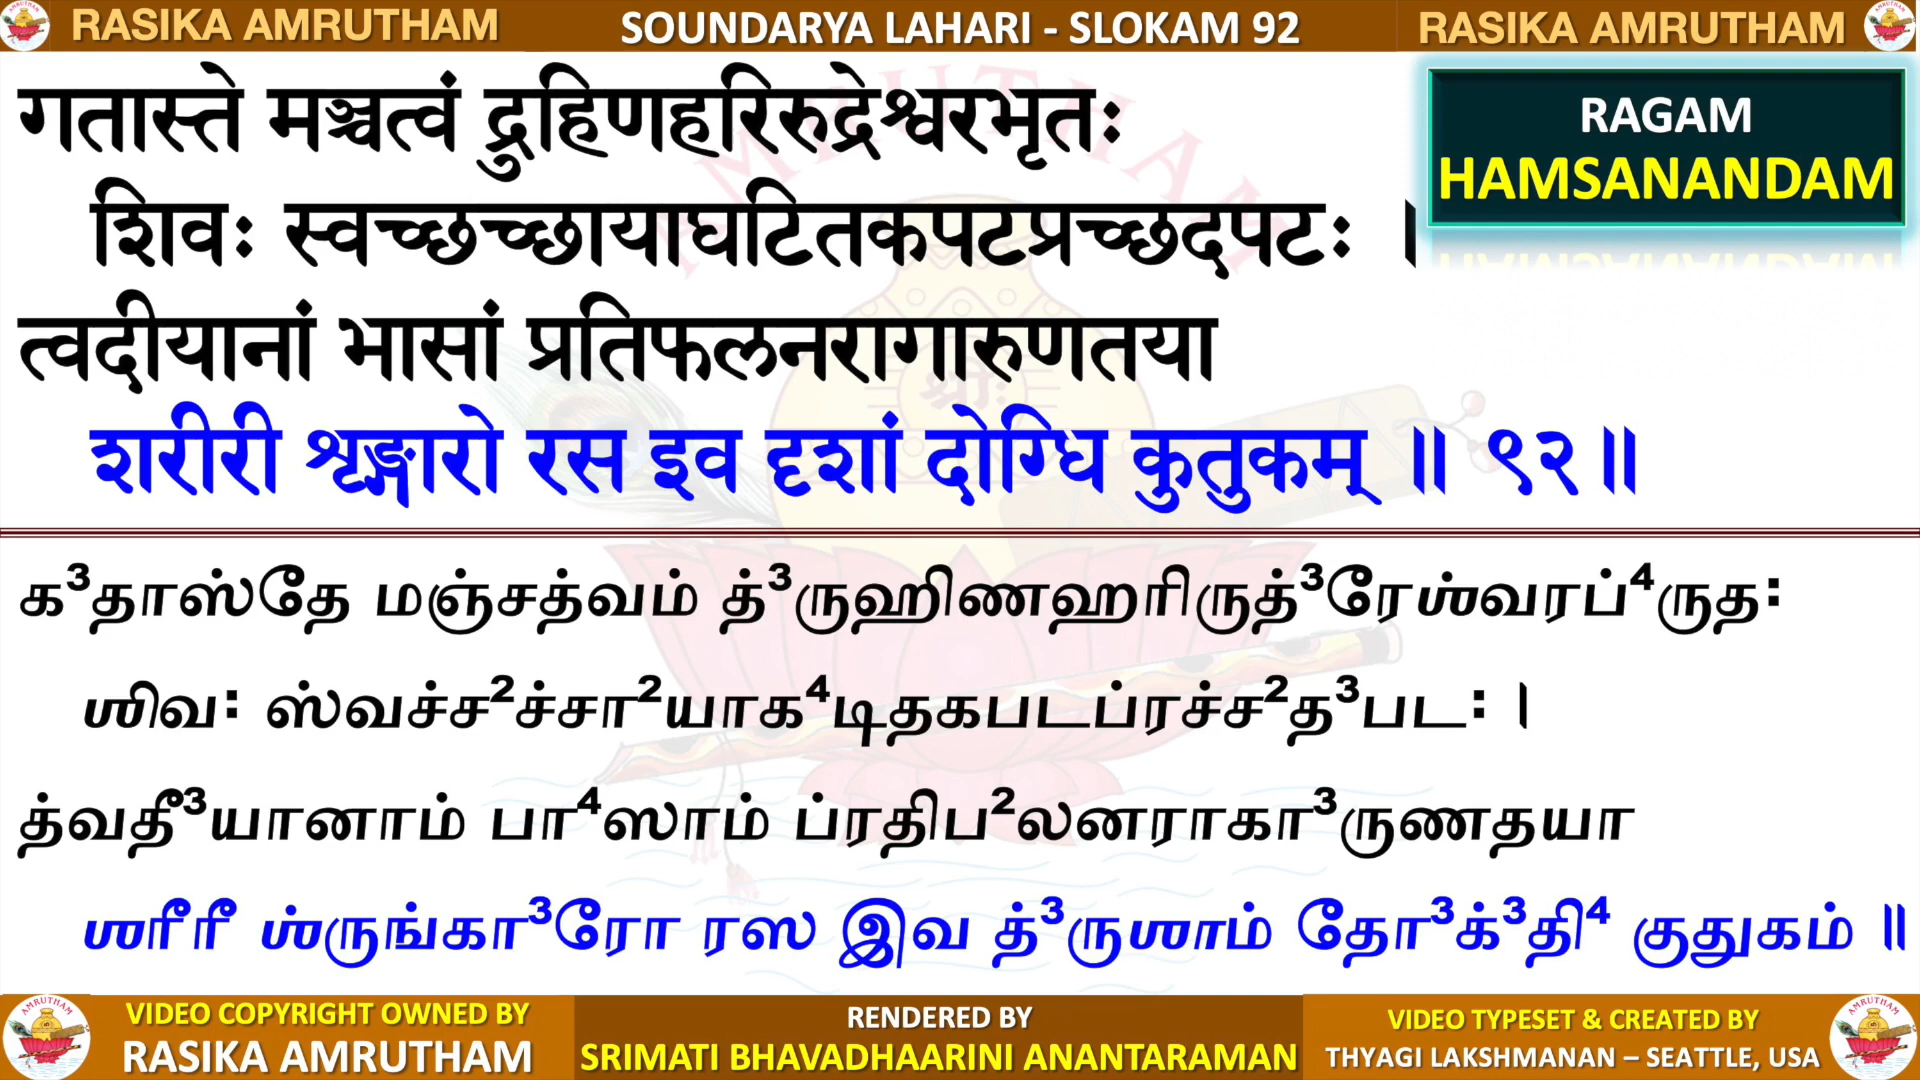 RASIKA AMRUTHAM
SOUNDARYA LAHARI - SLOKAM 92
RASIKA AMRUTHAM
RAGAM
HAMSANANDAM
गतास्ते मञ्चत्वं द्रुहिणहरिरुद्रेश्वरभृतः
शिवः स्वच्छच्छायाघटितकपटप्रच्छदपटः ।
त्वदीयानां भासां प्रतिफलनरागारुणतया
शरीरी शृङ्गारो रस इव दृशां दोग्धि कुतुकम् ॥ ९२॥
க³தாஸ்தே மஞ்சத்வம் த்³ருஹிணஹரிருத்³ரேஶ்வரப்⁴ருத꞉
ஶிவ꞉ ஸ்வச்ச²ச்சா²யாக⁴டிதகபடப்ரச்ச²த³பட꞉ ।
த்வதீ³யானாம் பா⁴ஸாம் ப்ரதிப²லனராகா³ருணதயா
ஶரீரீ ஶ்ருங்கா³ரோ ரஸ இவ த்³ருஶாம் தோ³க்³தி⁴ குதுகம் ॥
VIDEO COPYRIGHT OWNED BY
RASIKA AMRUTHAM
RENDERED BY
SRIMATI BHAVADHAARINI ANANTARAMAN
VIDEO TYPESET & CREATED BY
THYAGI LAKSHMANAN – SEATTLE, USA